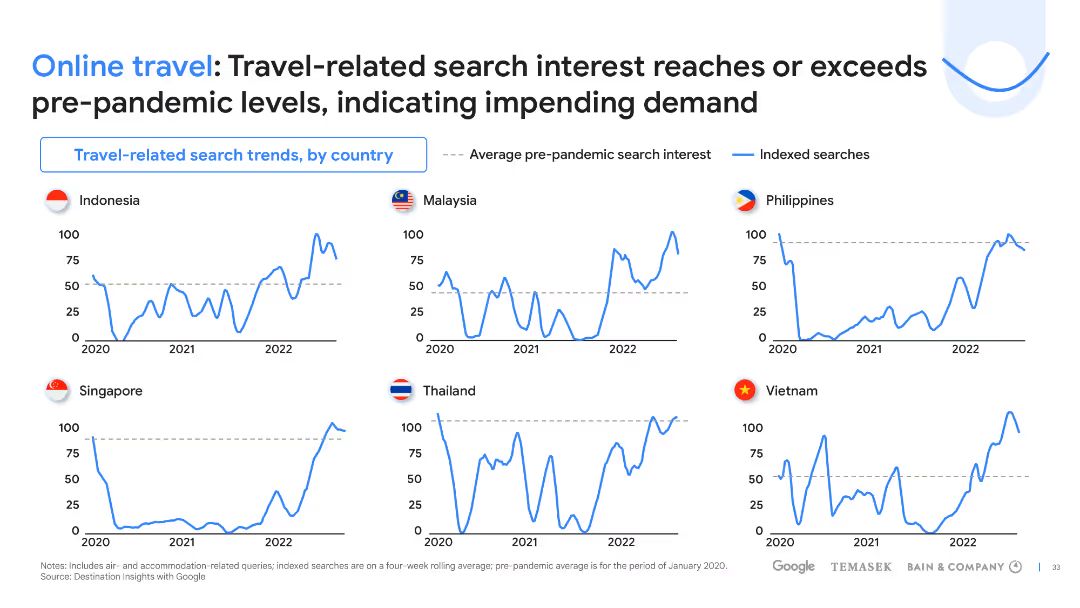 Online travel: Travel-related search interest reaches or exceeds
pre-pandemic levels, indicating impending demand
Travel-related search trends, by country
Average pre-pandemic search interest
Indexed searches
Indonesia
100
75
50
25
0
2020 2021 2022
Malaysia
100
75
50
25
0
2020 2021 2022
Philippines
100
75
50
25
0
2020 2021 2022
Singapore
100
75
50
25
0
2020 2021 2022
Thailand
100
75
50
25
0
2020 2021 2022
Vietnam
100
75
50
25
0
2020 2021 2022
Notes: Includes air- and accommodation-related queries; indexed searches are on a four-week rolling average; pre-pandemic average is for the period of January 2020.
Source: Destination Insights with Google
Google TEMASEK BAIN & COMPANY | 33